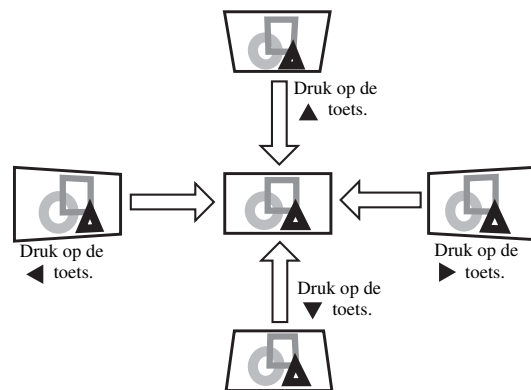 Druk op de
▲ toets.
Druk op de
◀ toets.
Druk op de
▶ toets.
Druk op de
▼ toets.